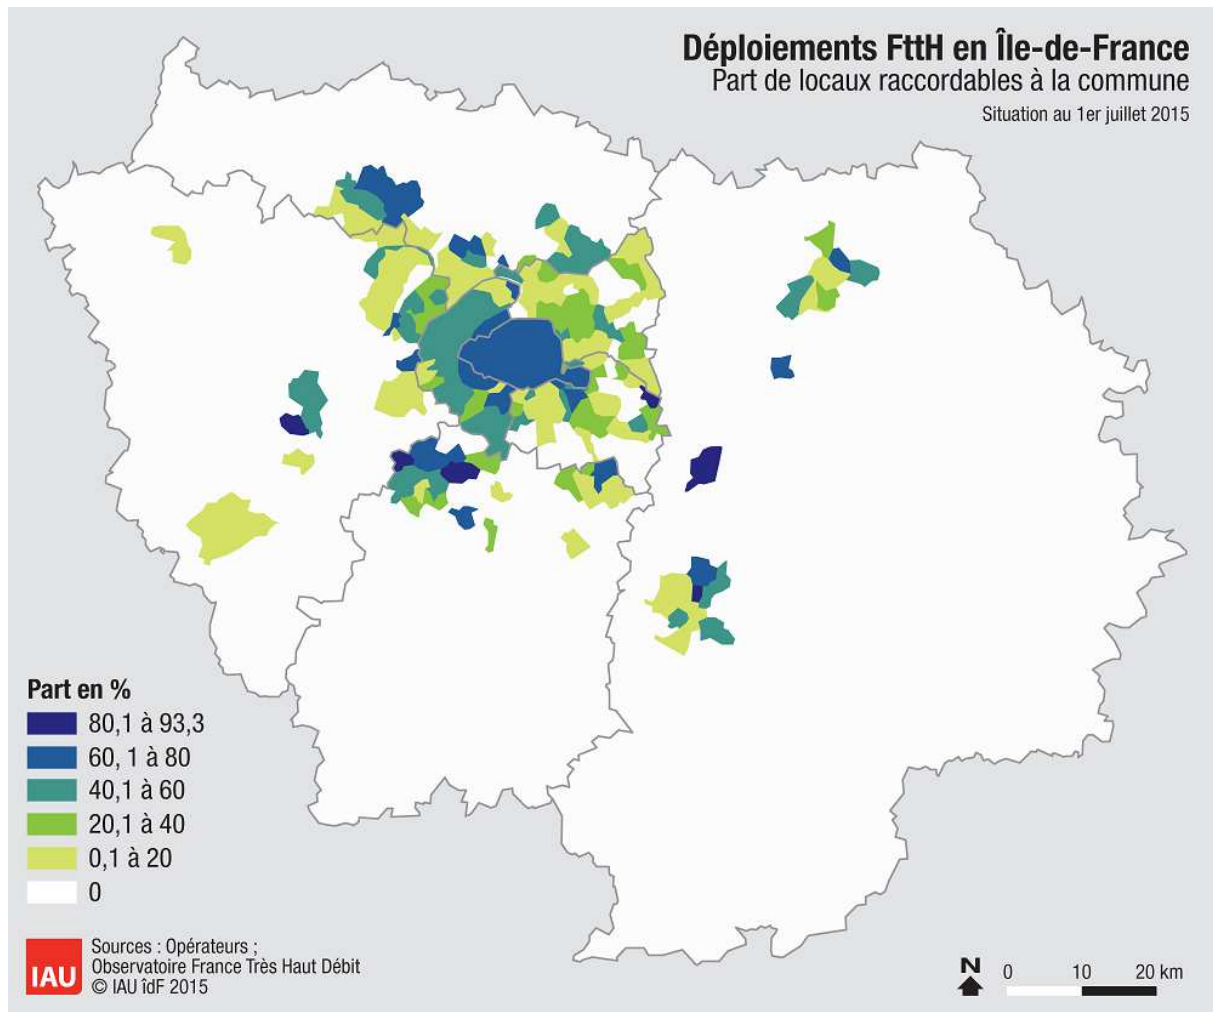 Déploiements FttH en Île-de-France
Part de locaux raccordables à la commune
Situation au 1er juillet 2015
Part en %
80,1 à 93,3
60, 1 à 80
40,1 à 60
20,1 à 40
0,1 à 20
0
IAU
Sources : Opérateurs ;
Observatoire France Très Haut Débit
© IAU îdF 2015
N
0 10 20 km